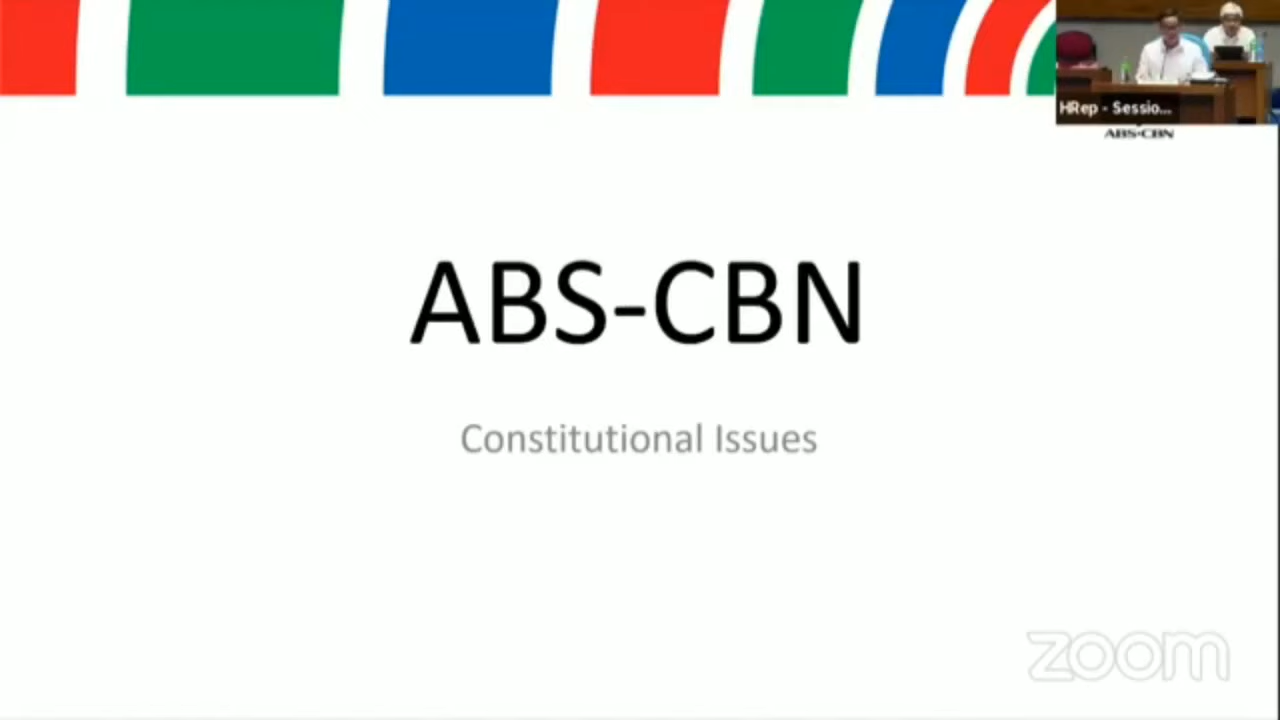 HRep - Sessio...
ABS-CBN
ABS-CBN
Constitutional Issues
zoom